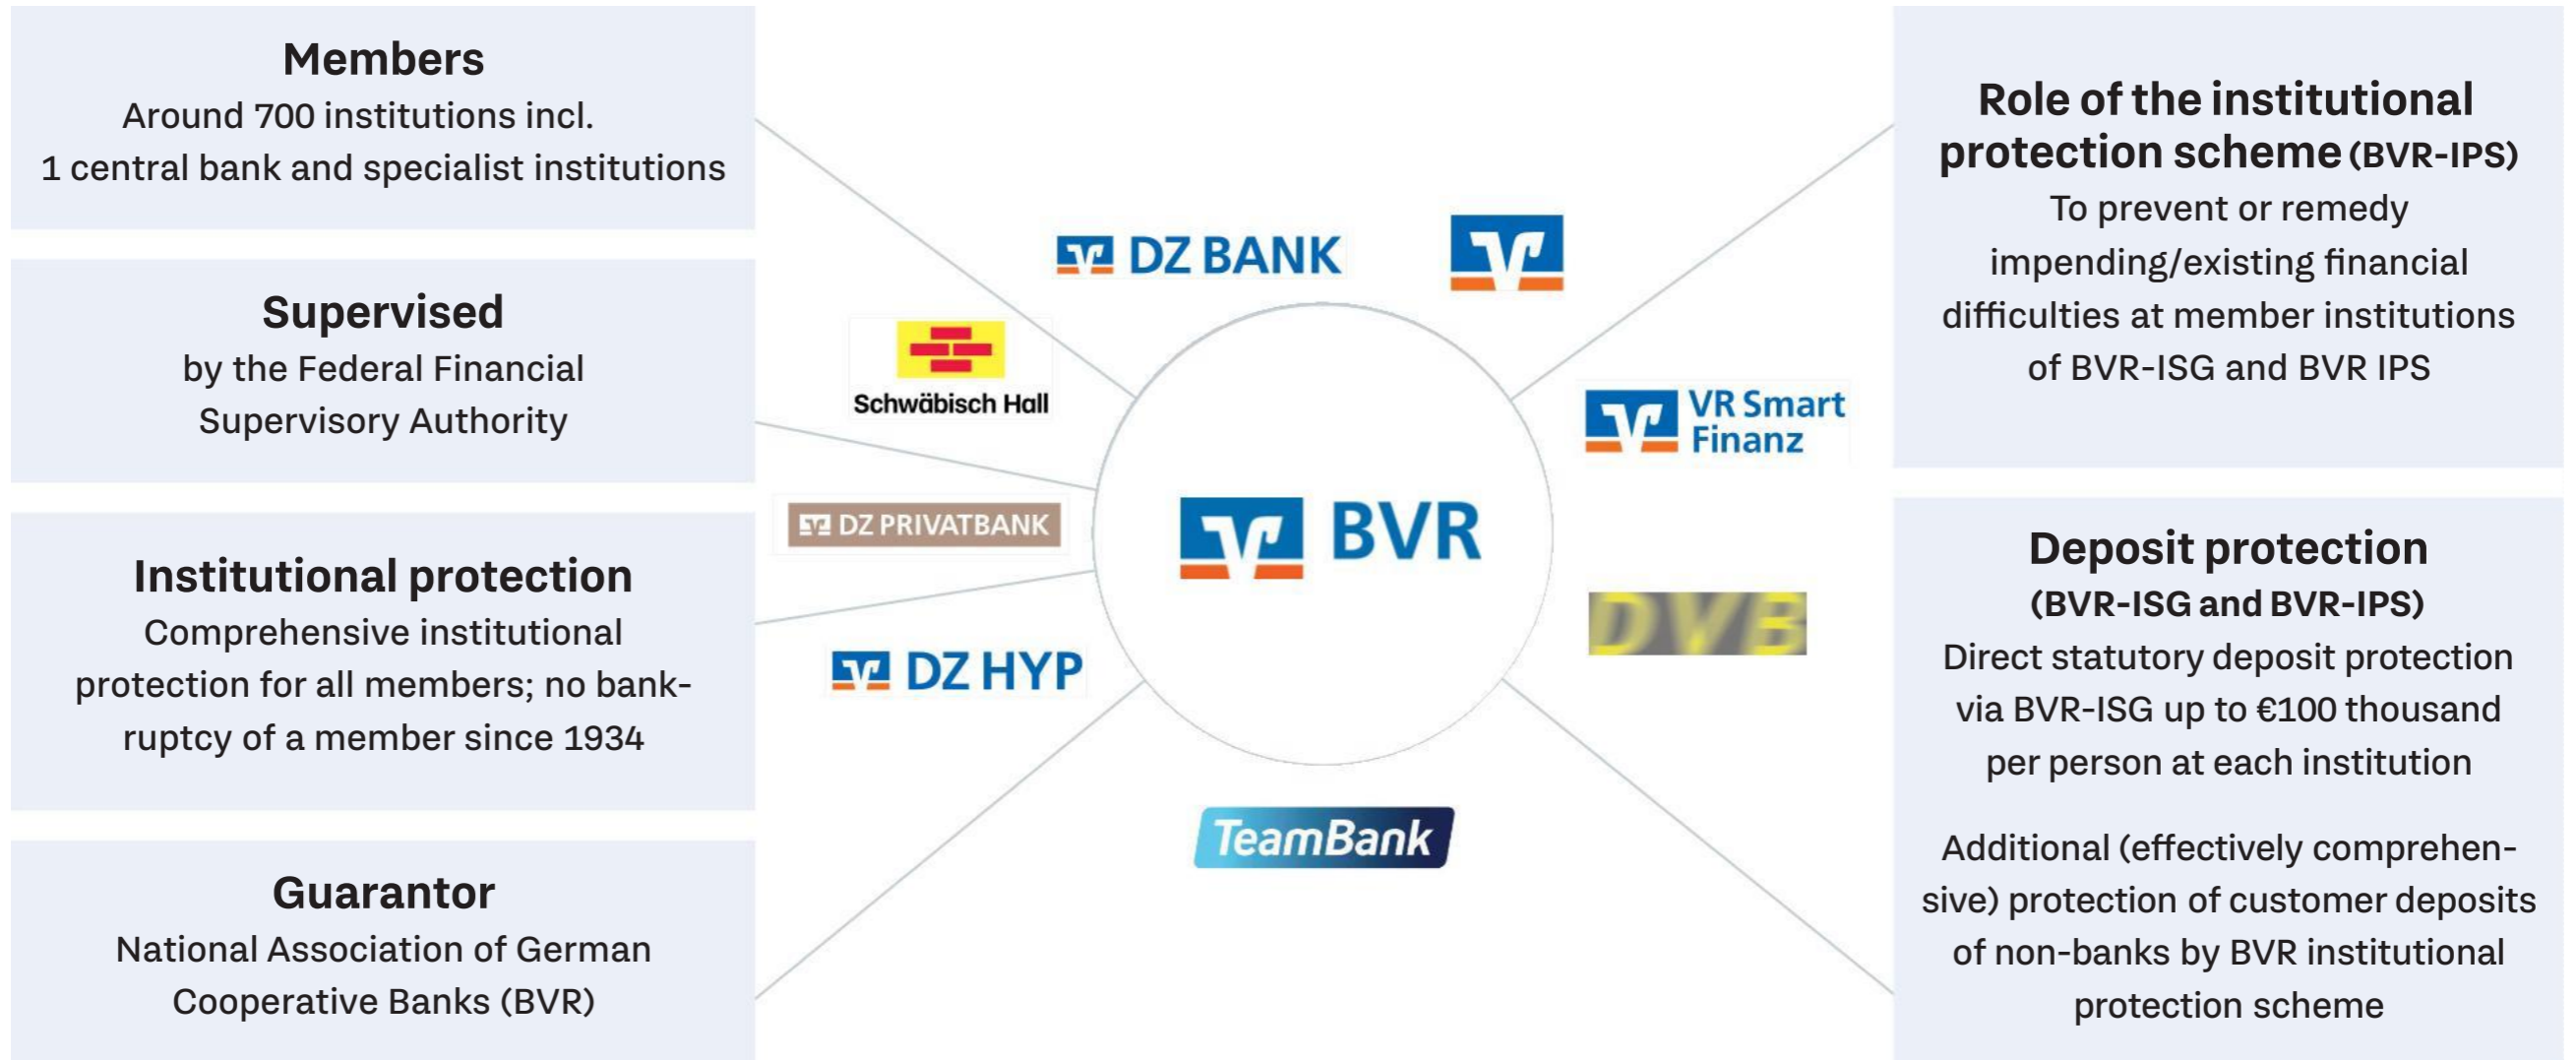 Members
Around 700 institutions incl.
1 central bank and specialist institutions
Supervised
by the Federal Financial
Supervisory Authority
Institutional protection
Comprehensive institutional
protection for all members; no bank-
ruptcy of a member since 1934
Guarantor
National Association of German
Cooperative Banks (BVR)
DZ BANK
Schwäbisch Hall
DZ PRIVATBANK
DZ HYP
BVR
VR Smart
Finanz
DVB
TeamBank
Role of the institutional
protection scheme (BVR-IPS)
To prevent or remedy
impending/existing financial
difficulties at member institutions
of BVR-ISG and BVR IPS
Deposit protection
(BVR-ISG and BVR-IPS)
Direct statutory deposit protection
via BVR-ISG up to €100 thousand
per person at each institution
Additional (effectively comprehen-
sive) protection of customer deposits
of non-banks by BVR institutional
protection scheme